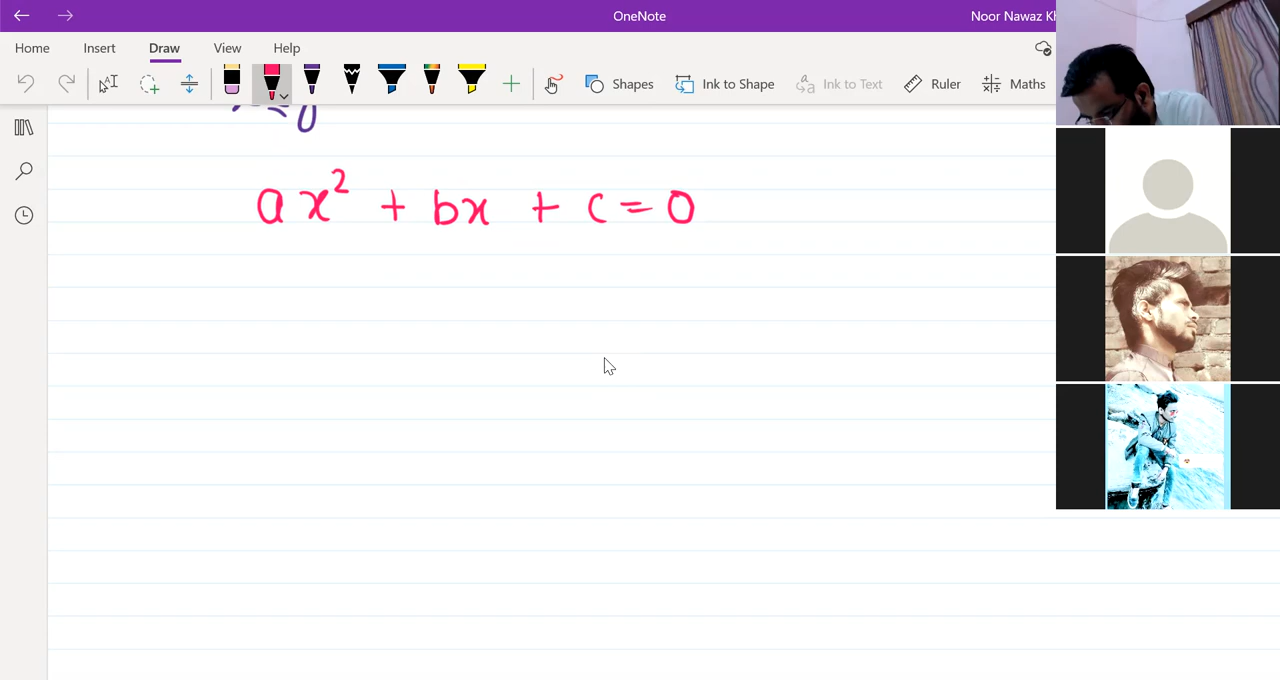 OneNote
Noor Nawaz Kh
Home Insert Draw View Help
Shapes Ink to Shape Ink to Text Ruler Maths
ax² + bx + c = 0